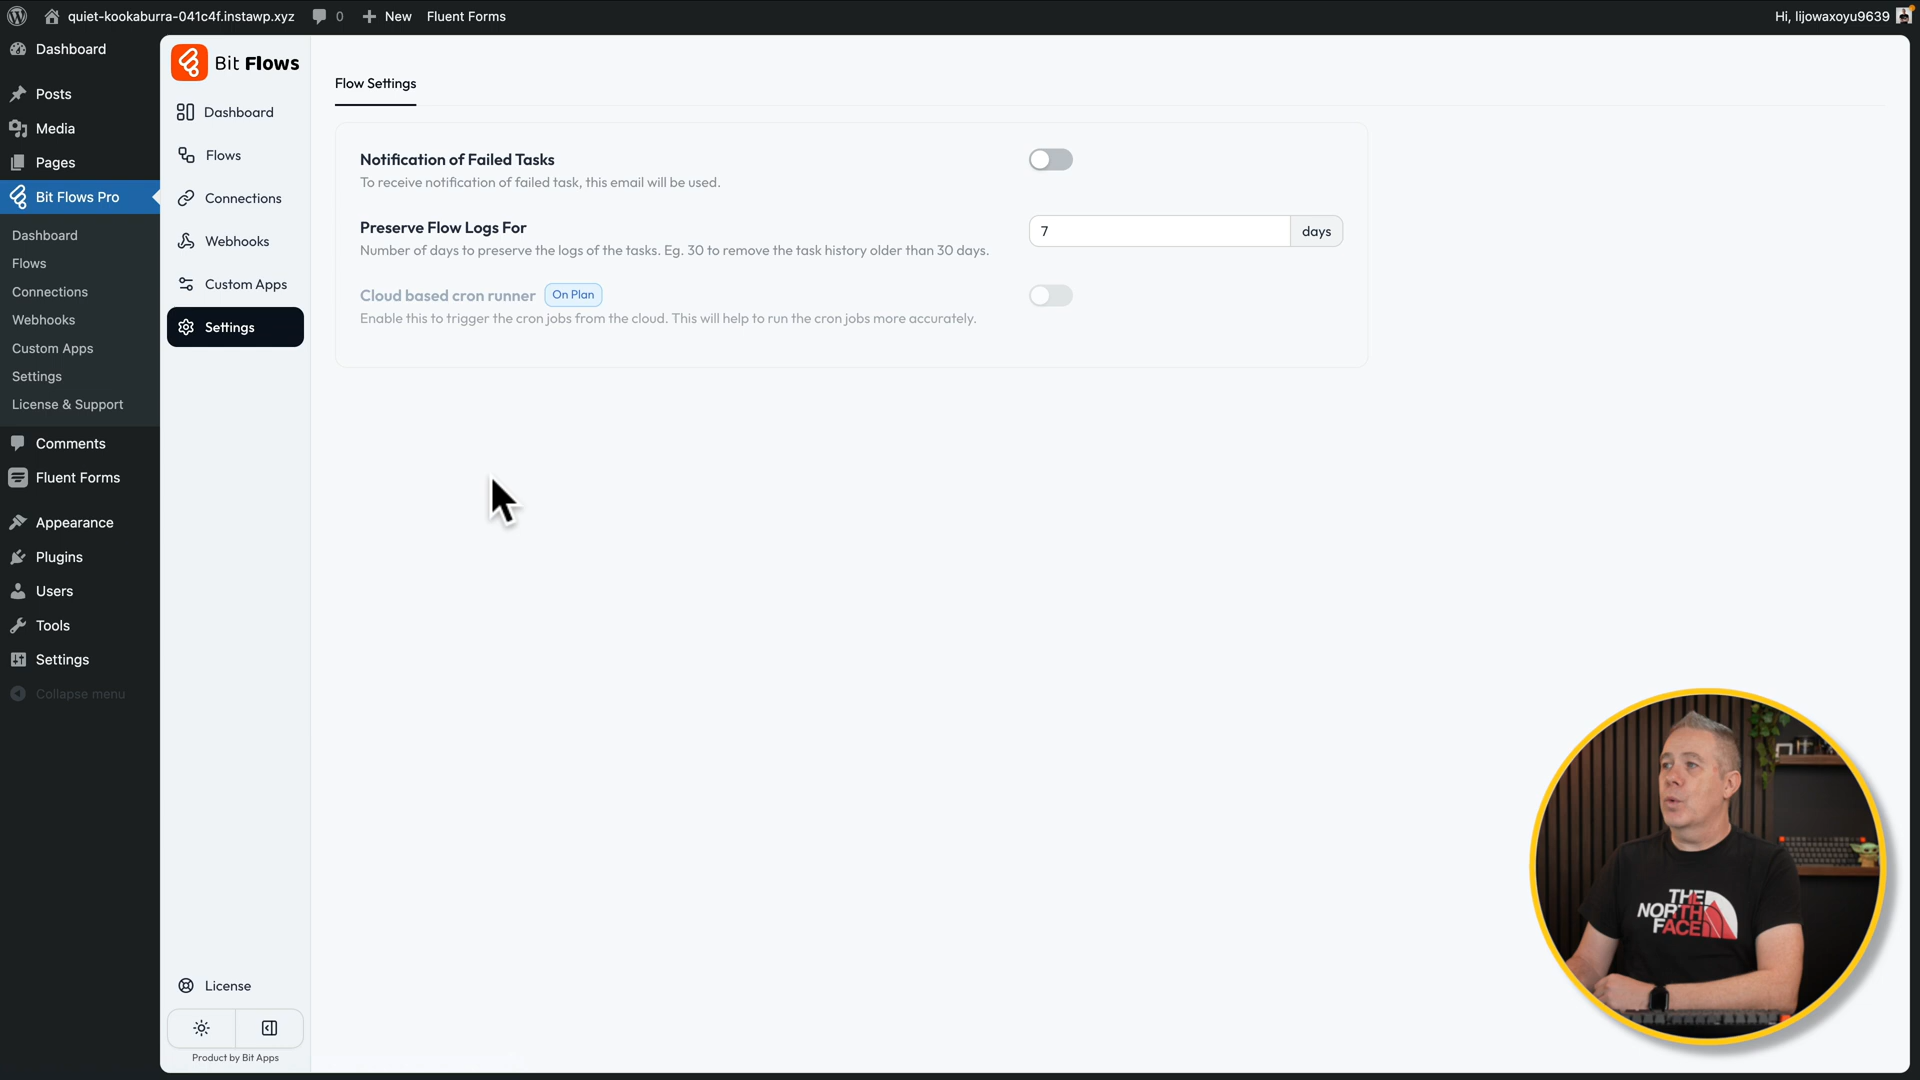 quiet-kookaburra-041c4f.instawp.xyz
0
New
Fluent Forms
Hi, lijowaxoyu9639
Dashboard
Posts
Media
Pages
Bit Flows Pro
Dashboard
Flows
Connections
Webhooks
Custom Apps
Settings
License & Support
Comments
Fluent Forms
Appearance
Plugins
Users
Tools
Settings
Collapse menu
Bit Flows
Dashboard
Flows
Connections
Webhooks
Custom Apps
Settings
License
Product by Bit Apps
Flow Settings
Notification of Failed Tasks
To receive notification of failed task, this email will be used.
Preserve Flow Logs For
Number of days to preserve the logs of the tasks. Eg. 30 to remove the task history older than 30 days.
7
days
Cloud based cron runner
On Plan
Enable this to trigger the cron jobs from the cloud. This will help to run the cron jobs more accurately.
THE
NORTH
FACE